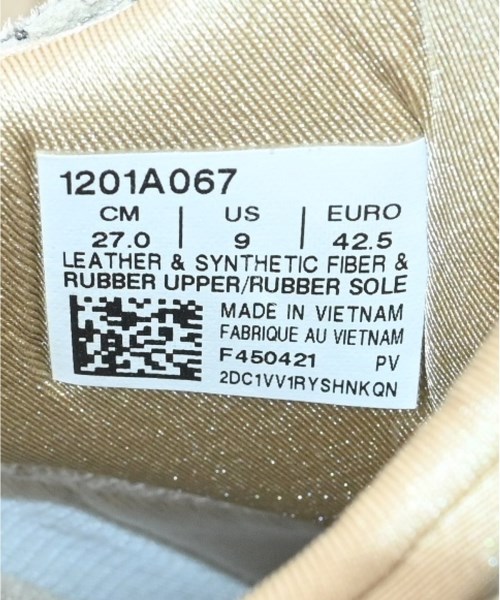 1201A067
CM | US | EURO
27.0 | 9 | 42.5
LEATHER & SYNTHETIC FIBER &
RUBBER UPPER/RUBBER SOLE
MADE IN VIETNAM
FABRIQUE AU VIETNAM
F450421 PV
2DC1VV1RYSHNKQN